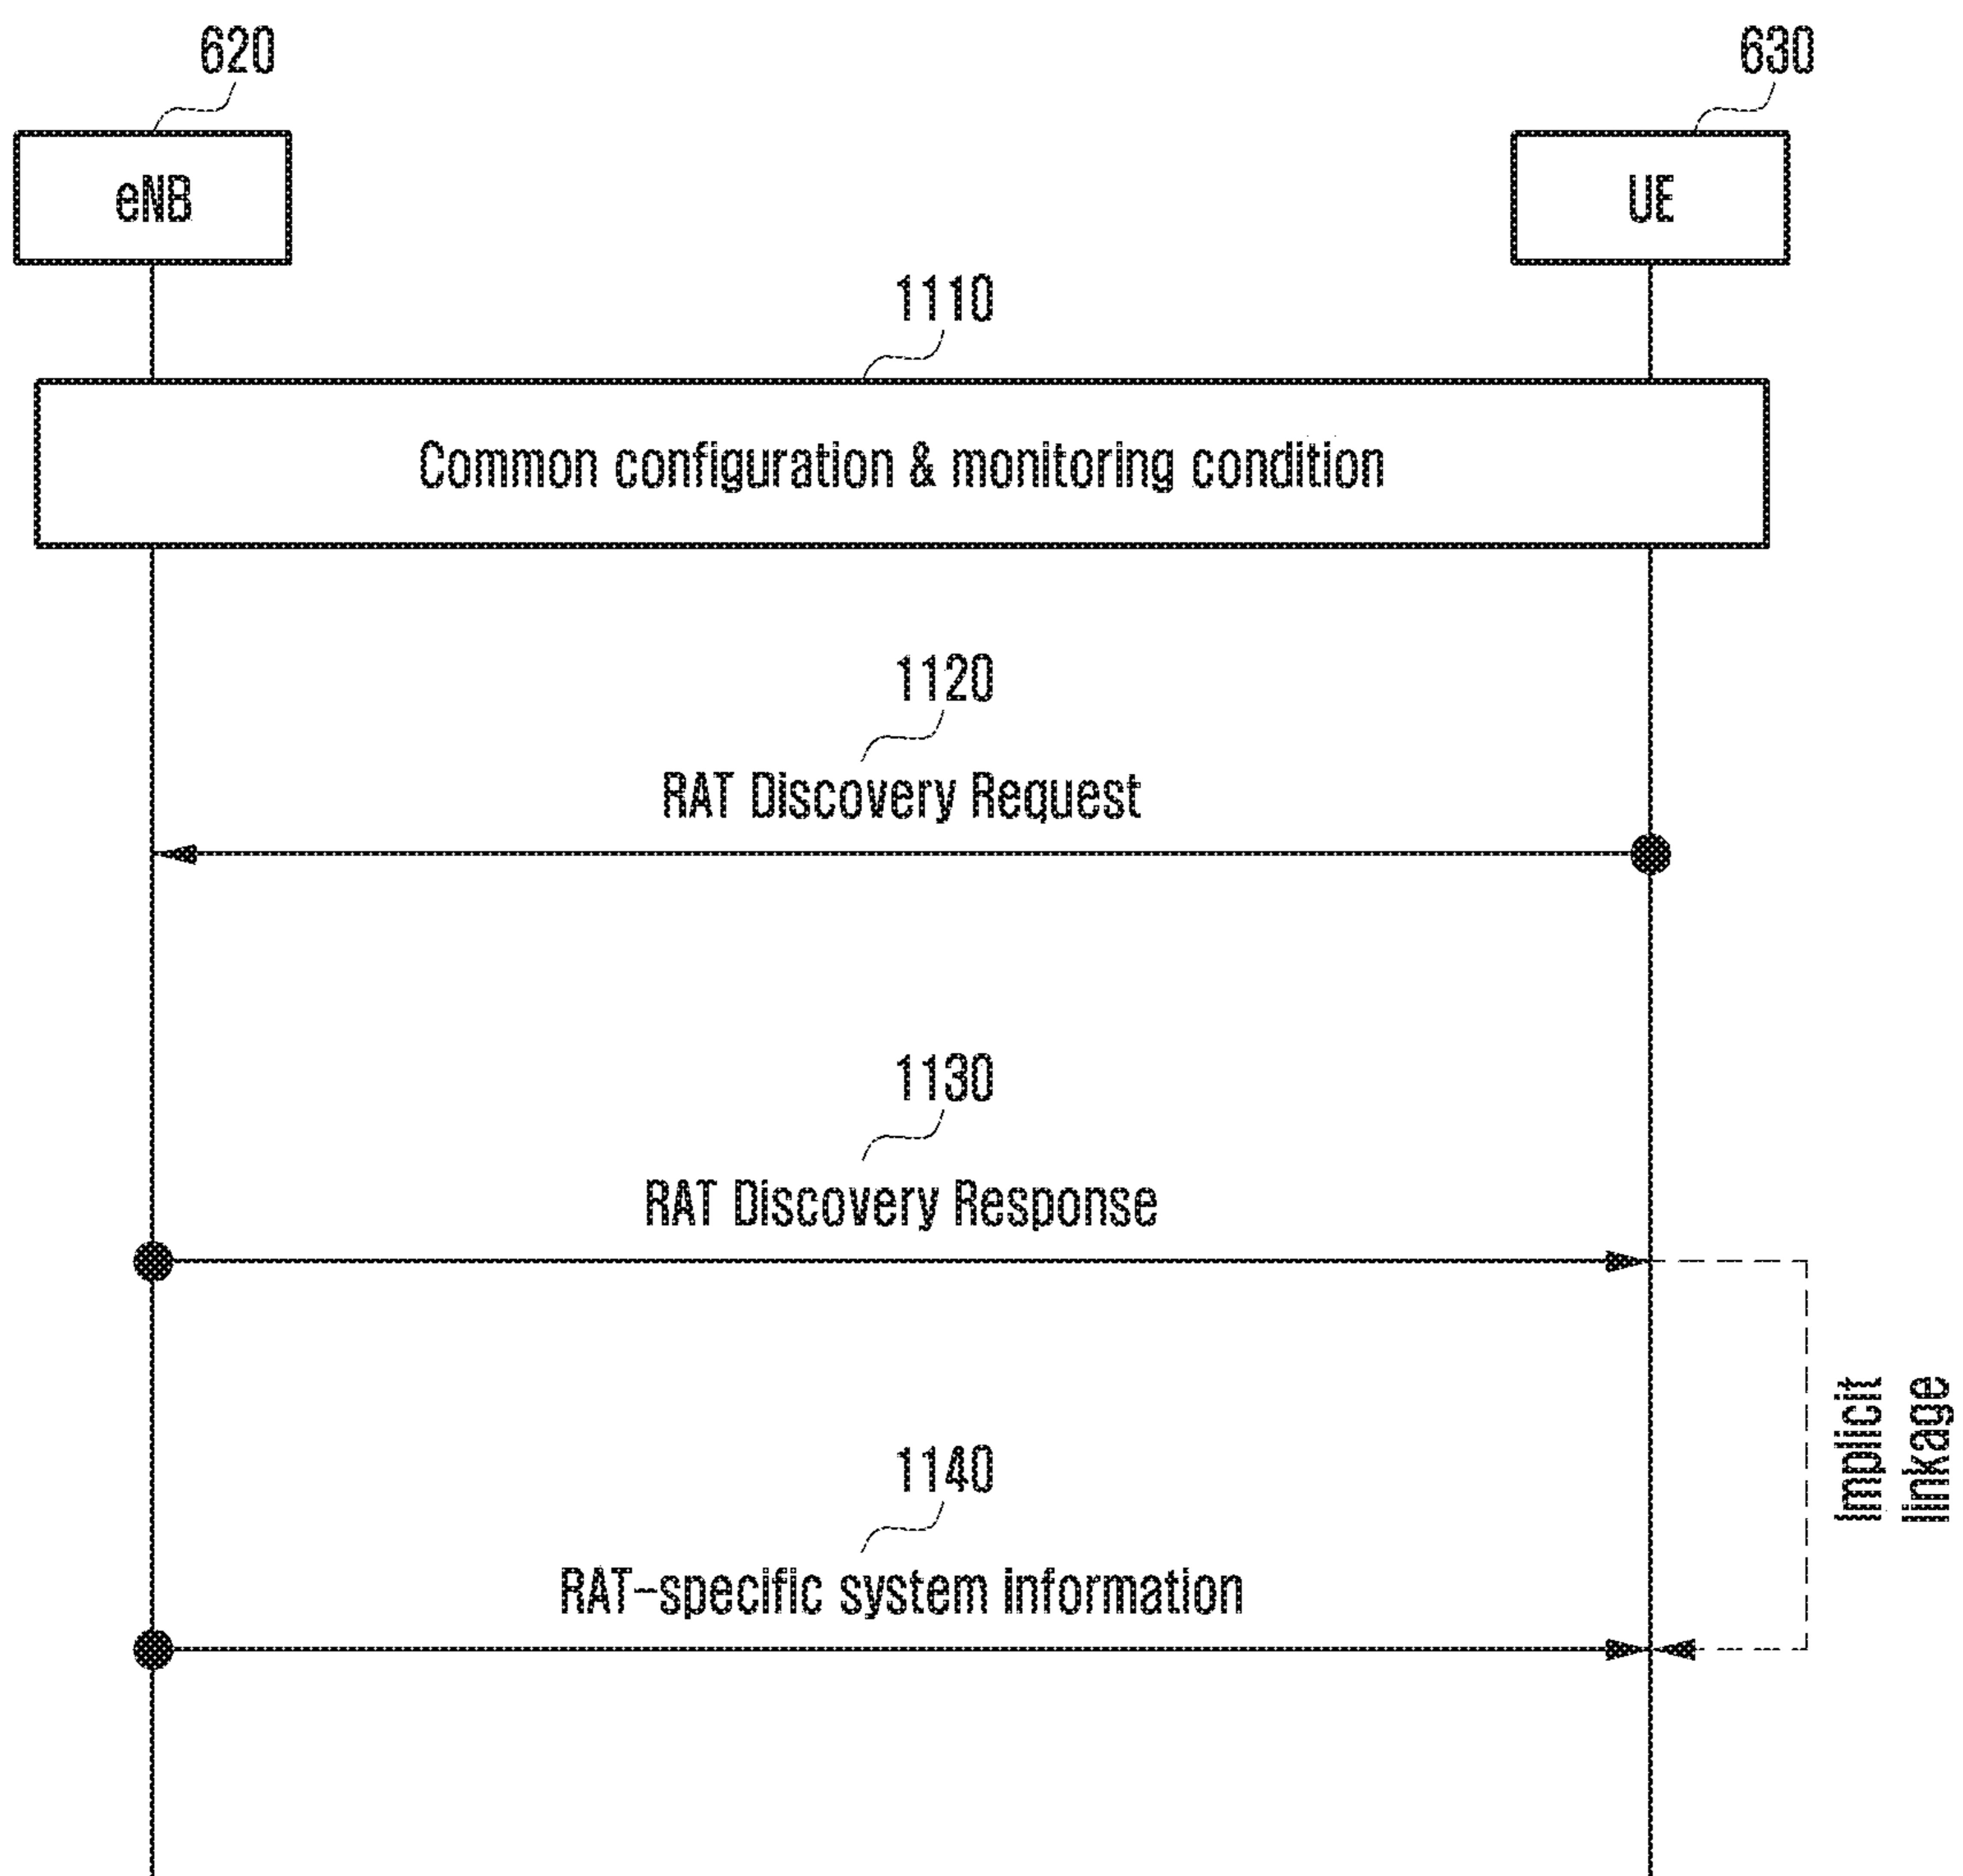 620
630
eNB
UE
1110
Common configuration & monitoring condition
1120
RAT Discovery Request
1130
RAT Discovery Response
Implicit
linkage
1140
RAT-specific system information